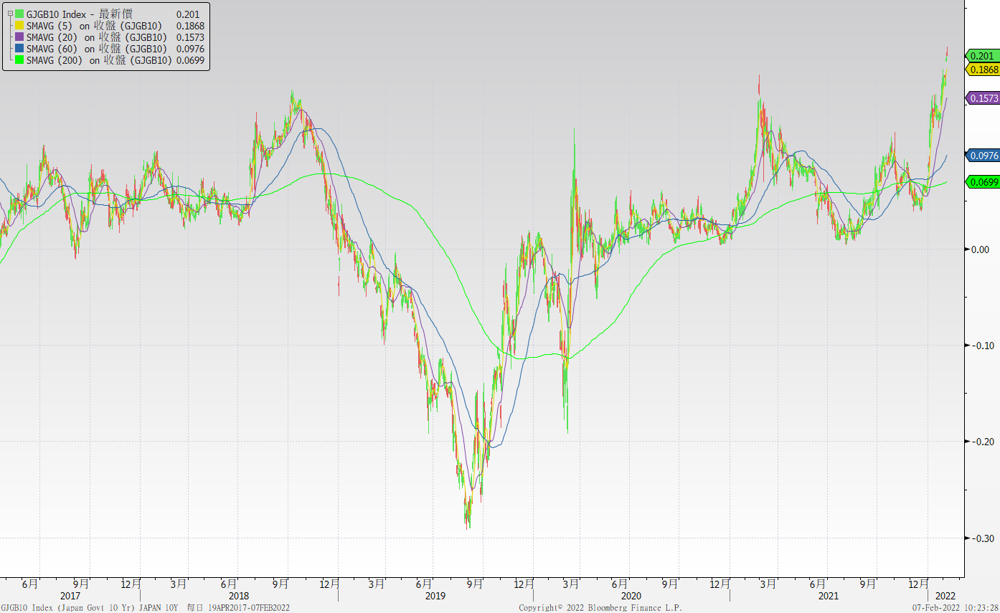 GJGB10 Index - 最新價 0.201
SMAVG (5) on 收盤 (GJGB10) 0.1868
SMAVG (20) on 收盤 (GJGB10) 0.1573
SMAVG (60) on 收盤 (GJGB10) 0.0976
SMAVG (200) on 收盤 (GJGB10) 0.0699
0.201
0.1868
0.1573
0.0976
0.0699
0.00
-0.10
-0.20
-0.30
6月 9月 12月 3月 6月 9月 12月 3月 6月 9月 12月 3月 6月 9月 12月 3月 6月 9月 12月
2017 2018 2019 2020 2021 2022
GJGB10 Index (Japan Govt 10 Yr) JAPAN 10Y 每日 19APR2017-07FEB2022 Copyright© 2022 Bloomberg Finance L.P. 07-Feb-2022 10:23:28